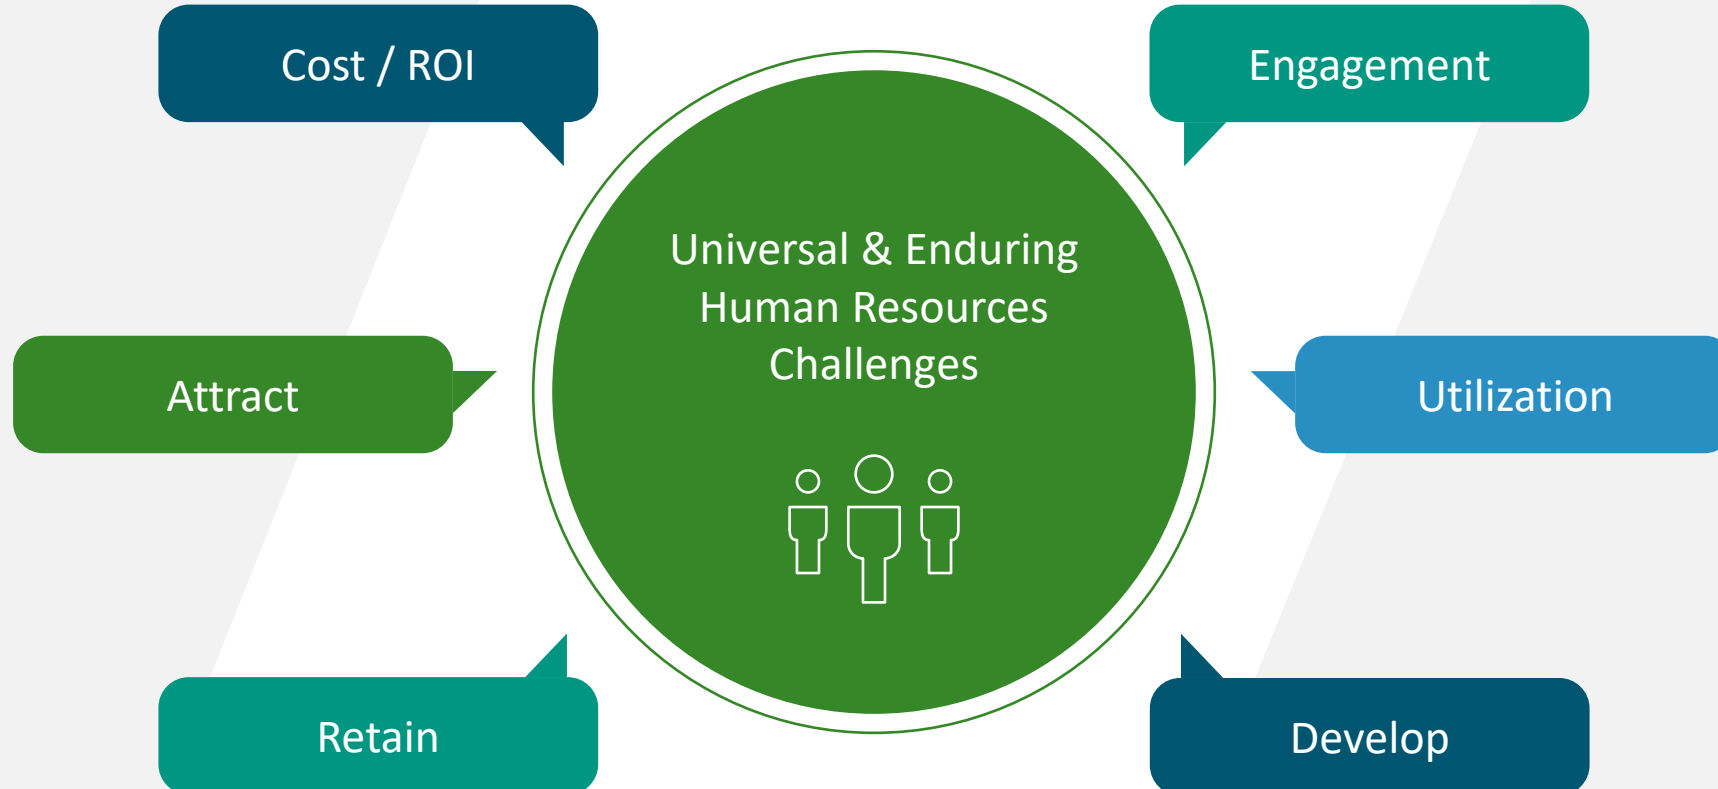 Cost / ROI
Engagement
Universal & Enduring
Human Resources
Challenges
Attract
Utilization
Retain
Develop